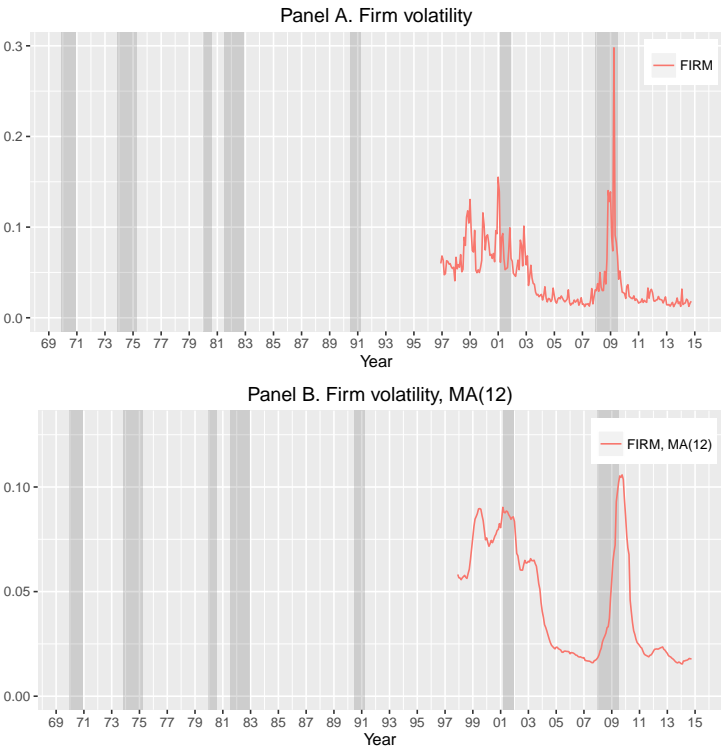 Panel A. Firm volatility
0.3
0.2
0.1
0.0
FIRM
69 71 73 75 77 79 81 83 85 87 89 91 93 95 97 99 01 03 05 07 09 11 13 15
Year
Panel B. Firm volatility, MA(12)
0.10
0.05
0.00
FIRM, MA(12)
69 71 73 75 77 79 81 83 85 87 89 91 93 95 97 99 01 03 05 07 09 11 13 15
Year